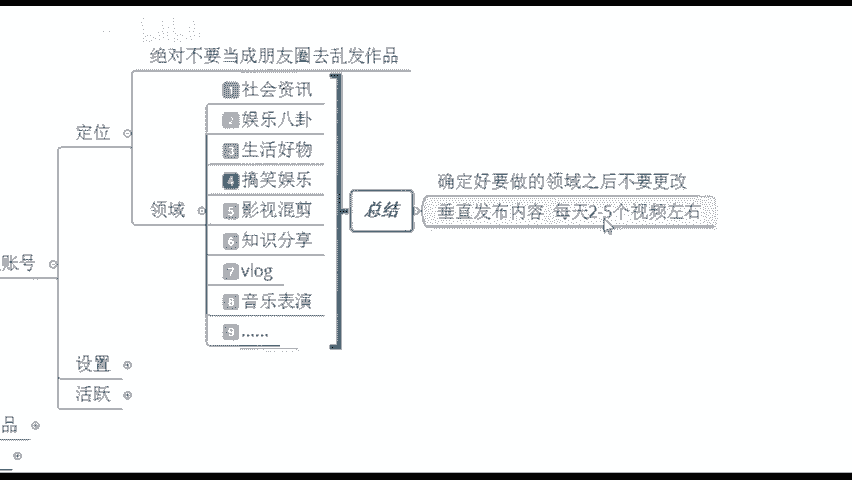 绝对不要当成朋友圈去乱发作品
1 社会资讯
2 娱乐八卦
定位
3 生活好物
4 搞笑娱乐
确定好要做的领域之后不要更改
领域
5 影视混剪
总结
垂直发布内容 每天2-5个视频左右
6 知识分享
账号
7 vlog
8 音乐表演
9 ......
设置
活跃
品